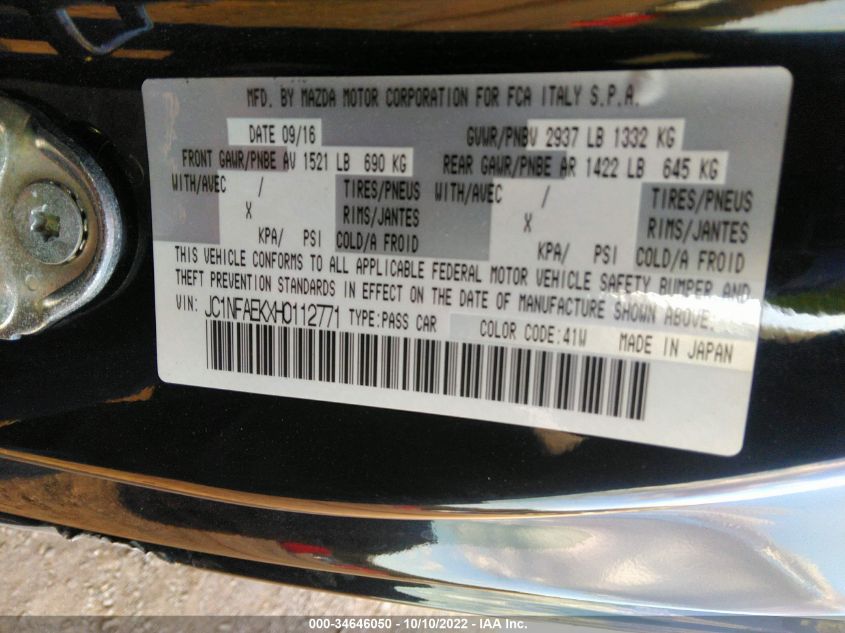 MFD. BY MAZDA MOTOR CORPORATION FOR FCA ITALY S.P.A.
DATE 09/16 GVWR/PNBV 2937 LB 1332 KG
FRONT GAWR/PNBE AV 1521 LB 690 KG REAR GAWR/PNBE AR 1422 LB 645 KG
WITH/AVEC / TIRES/PNEUS WITH/AVEC / TIRES/PNEUS
X RIMS/JANTES X RIMS/JANTES
KPA/ PSI COLD/A FROID KPA/ PSI COLD/A FROID
THIS VEHICLE CONFORMS TO ALL APPLICABLE FEDERAL MOTOR VEHICLE SAFETY BUMPER AND
THEFT PREVENTION STANDARDS IN EFFECT ON THE DATE OF MANUFACTURE SHOWN ABOVE.
VIN: JC1NFAEKXH0112771 TYPE:PASS CAR COLOR CODE:41W MADE IN JAPAN
000-34646050 - 10/10/2022 - IAA Inc.